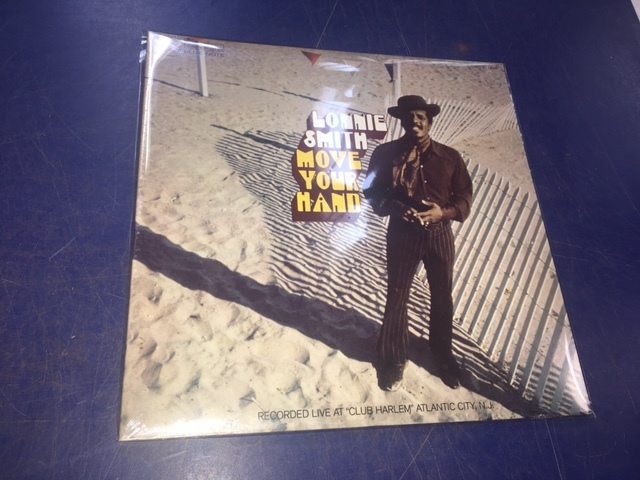 LONNIE
SMITH
MOVE
YOUR
HAND
RECORDED LIVE AT "CLUB HARLEM" ATLANTIC CITY, N.J.